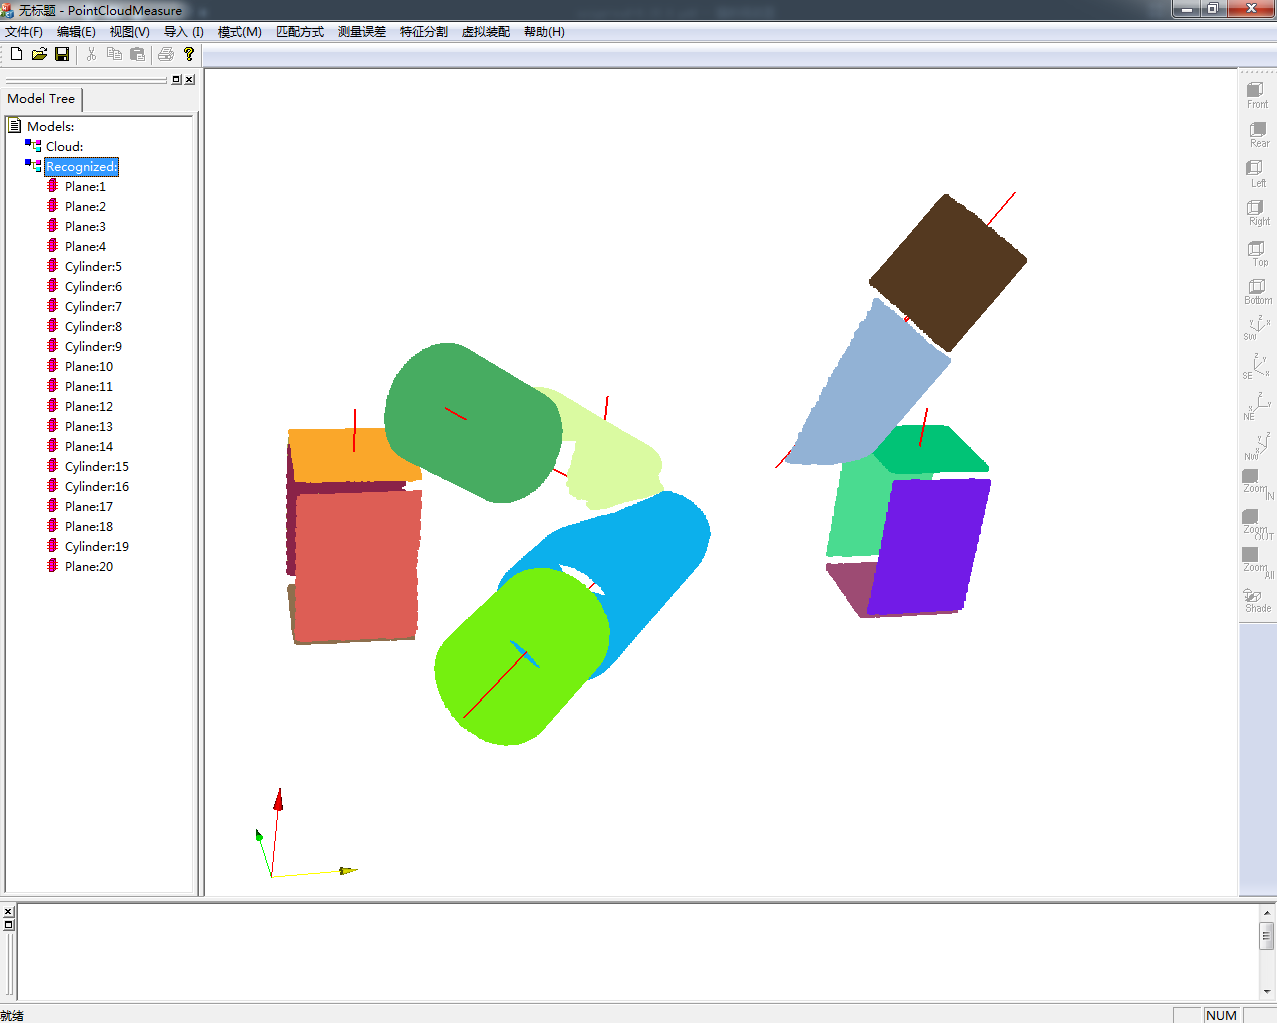 无标题 - PointCloudMeasure
文件(F) 编辑(E) 视图(V) 导入 (I) 模式(M) 匹配方式 测量误差 特征分割 虚拟装配 帮助(H)
Model Tree
Models:
Cloud:
Recognized:
Plane:1
Plane:2
Plane:3
Plane:4
Cylinder:5
Cylinder:6
Cylinder:7
Cylinder:8
Cylinder:9
Plane:10
Plane:11
Plane:12
Plane:13
Plane:14
Cylinder:15
Cylinder:16
Plane:17
Plane:18
Cylinder:19
Plane:20
Front
Rear
Left
Right
Top
Bottom
SW
SE
NE
NW
Zoom IN
Zoom OUT
Zoom All
Shade
就绪
NUM